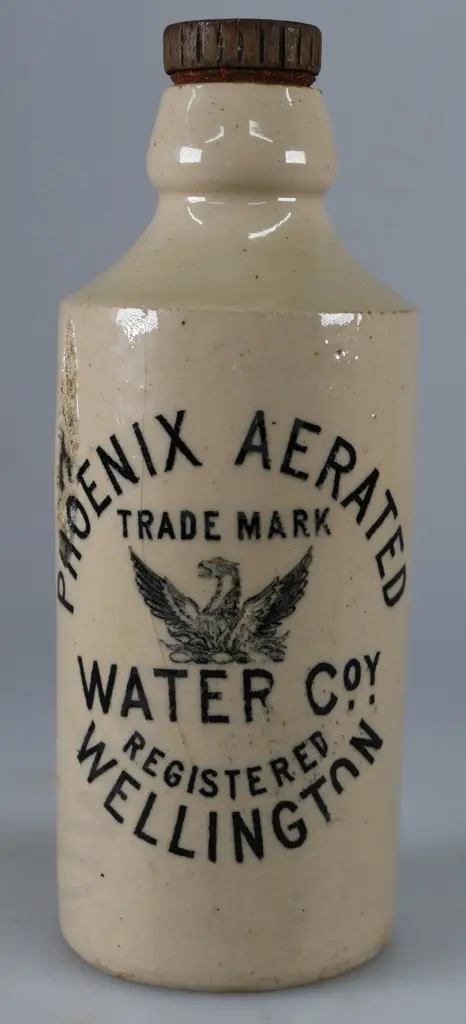 PHOENIX AERATED
TRADE MARK
WATER COY
REGISTERED
WELLINGTON